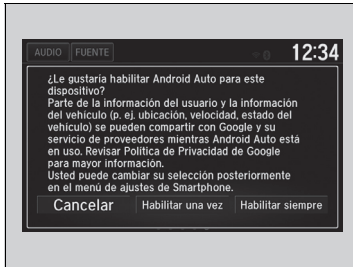 AUDIO FUENTE 12:34
¿Le gustaría habilitar Android Auto para este
dispositivo?
Parte de la información del usuario y la información
del vehículo (p. ej. ubicación, velocidad, estado del
vehículo) se pueden compartir con Google y su
servicio de proveedores mientras Android Auto está
en uso. Revisar Política de Privacidad de Google
para mayor información.
Usted puede cambiar su selección posteriormente
en el menú de ajustes de Smartphone.
Cancelar Habilitar una vez Habilitar siempre